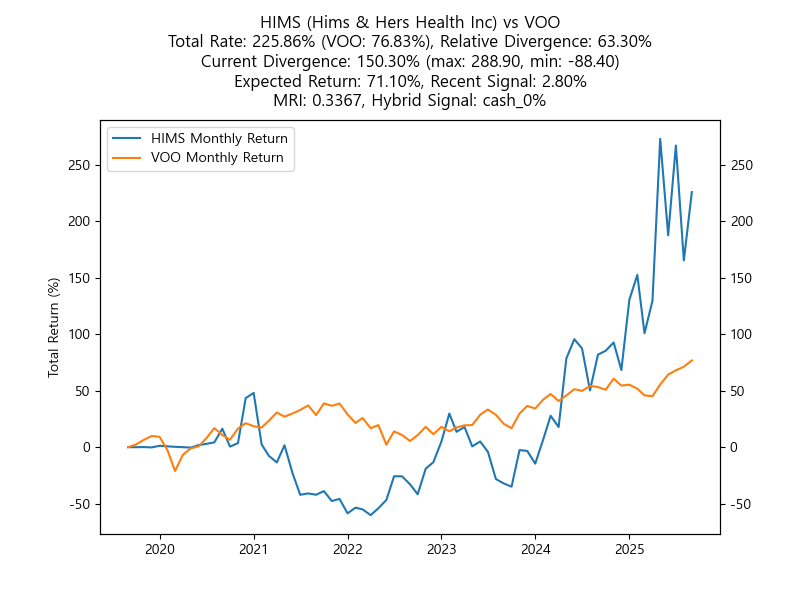 HIMS (Hims & Hers Health Inc) vs VOO
Total Rate: 225.86% (VOO: 76.83%), Relative Divergence: 63.30%
Current Divergence: 150.30% (max: 288.90, min: -88.40)
Expected Return: 71.10%, Recent Signal: 2.80%
MRI: 0.3367, Hybrid Signal: cash_0%
HIMS Monthly Return
VOO Monthly Return
Total Return (%)
250
200
150
100
50
0
-50
250
200
150
100
50
0
-50
2020
2021
2022
2023
2024
2025